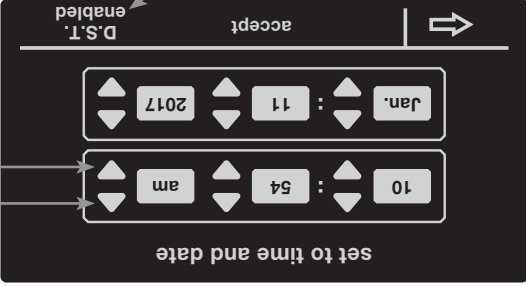 set to time and date
10 : 54 am
Jan. : 11 2017
accept
D.S.T.
enabled